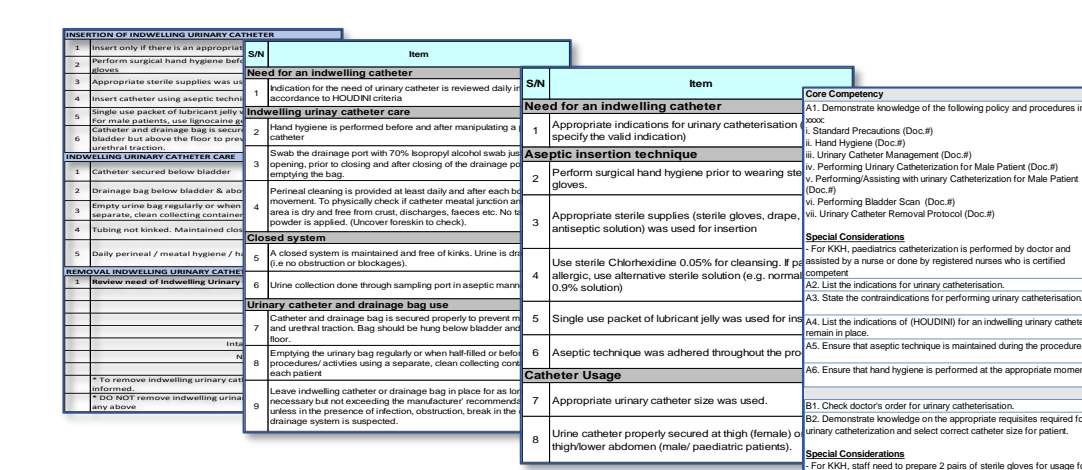 INSERTION OF INDWELLING URINARY CATHETER
1 Insert only if there is an appropriat
2 Perform surgical hand hygiene befo
gloves
3 Appropriate sterile supplies was us
4 Insert catheter using aseptic techni
5 Single use packet of lubricant jelly w
For male patients, use lignocaine ge
6 Catheter and drainage bag is secure
bladder but above the floor to prev
urethral traction.
INDWELLING URINARY CATHETER CARE
1 Catheter secured below bladder
2 Drainage bag below bladder & abo
3 Empty urine bag regularly or when
separate, clean collecting container
4 Tubing not kinked. Maintained clos
5 Daily perineal / meatal hygiene / ha
REMOVAL INDWELLING URINARY CATHET
1 Review need of Indwelling Urinary
Inta
N
* To remove indwelling urinary cath
informed.
* DO NOT remove indwelling urinar
any above
S/N Item
Need for an indwelling catheter
1 Indication for the need of urinary catheter is reviewed daily in
accordance to HOUDINI criteria
Indwelling urinay catheter care
2 Hand hygiene is performed before and after manipulating a
catheter
3 Swab the drainage port with 70% Isopropyl alcohol swab jus
opening, prior to closing and after closing of the drainage po
emptying the bag.
4 Perineal cleaning is provided at least daily and after each bo
movement. To physically check if catheter meatal junction an
area is dry and free from crust, discharges, faeces etc. No ta
powder is applied. (Uncover foreskin to check).
Closed system
5 A closed system is maintained and free of kinks. Urine is dra
(i.e no obstruction or blockages).
6 Urine collection done through sampling port in aseptic mann
Urinary catheter and drainage bag use
7 Catheter and drainage bag is secured properly to prevent m
and urethral traction. Bag should be hung below bladder and
floor.
8 Emptying the urinary bag regularly or when half-filled or befor
procedures/ activities using a separate, clean collecting cont
each patient
9 Leave indwelling catheter or drainage bag in place for as lon
necessary but not exceeding the manufacturer' recommenda
unless in the presence of infection, obstruction, break in the
drainage system is suspected.
S/N Item
Need for an indwelling catheter
1 Appropriate indications for urinary catheterisation (
specify the valid indication)
Aseptic insertion technique
2 Perform surgical hand hygiene prior to wearing ste
gloves.
3 Appropriate sterile supplies (sterile gloves, drape,
antiseptic solution) was used for insertion
4 Use sterile Chlorhexidine 0.05% for cleansing. If pa
allergic, use alternative sterile solution (e.g. normal
0.9% solution)
5 Single use packet of lubricant jelly was used for ins
6 Aseptic technique was adhered throughout the pro
Catheter Usage
7 Appropriate urinary catheter size was used.
8 Urine catheter properly secured at thigh (female) o
thigh/lower abdomen (male/ paediatric patients).
Core Competency
A1. Demonstrate knowledge of the following policy and procedures in
xxxx:
i. Standard Precautions (Doc.#)
ii. Hand Hygiene (Doc.#)
iii. Urinary Catheter Management (Doc.#)
iv. Performing Urinary Catheterization for Male Patient (Doc.#)
v. Performing/Assisting with urinary Catheterization for Male Patient
(Doc.#)
vi. Performing Bladder Scan (Doc.#)
vii. Urinary Catheter Removal Protocol (Doc.#)
Special Considerations
- For KKH, paediatrics catheterization is performed by doctor and
assisted by a nurse or done by registered nurses who is certified
competent
A2. List the indications for urinary catheterisation.
A3. State the contraindications for performing urinary catheterisation.
A4. List the indications of (HOUDINI) for an indwelling urinary cathete
remain in place.
A5. Ensure that aseptic technique is maintained during the procedure
A6. Ensure that hand hygiene is performed at the appropriate momen
B1. Check doctor's order for urinary catheterisation.
B2. Demonstrate knowledge on the appropriate requisites required fo
urinary catheterization and select correct catheter size for patient.
Special Considerations
- For KKH, staff need to prepare 2 pairs of sterile gloves for usage fo